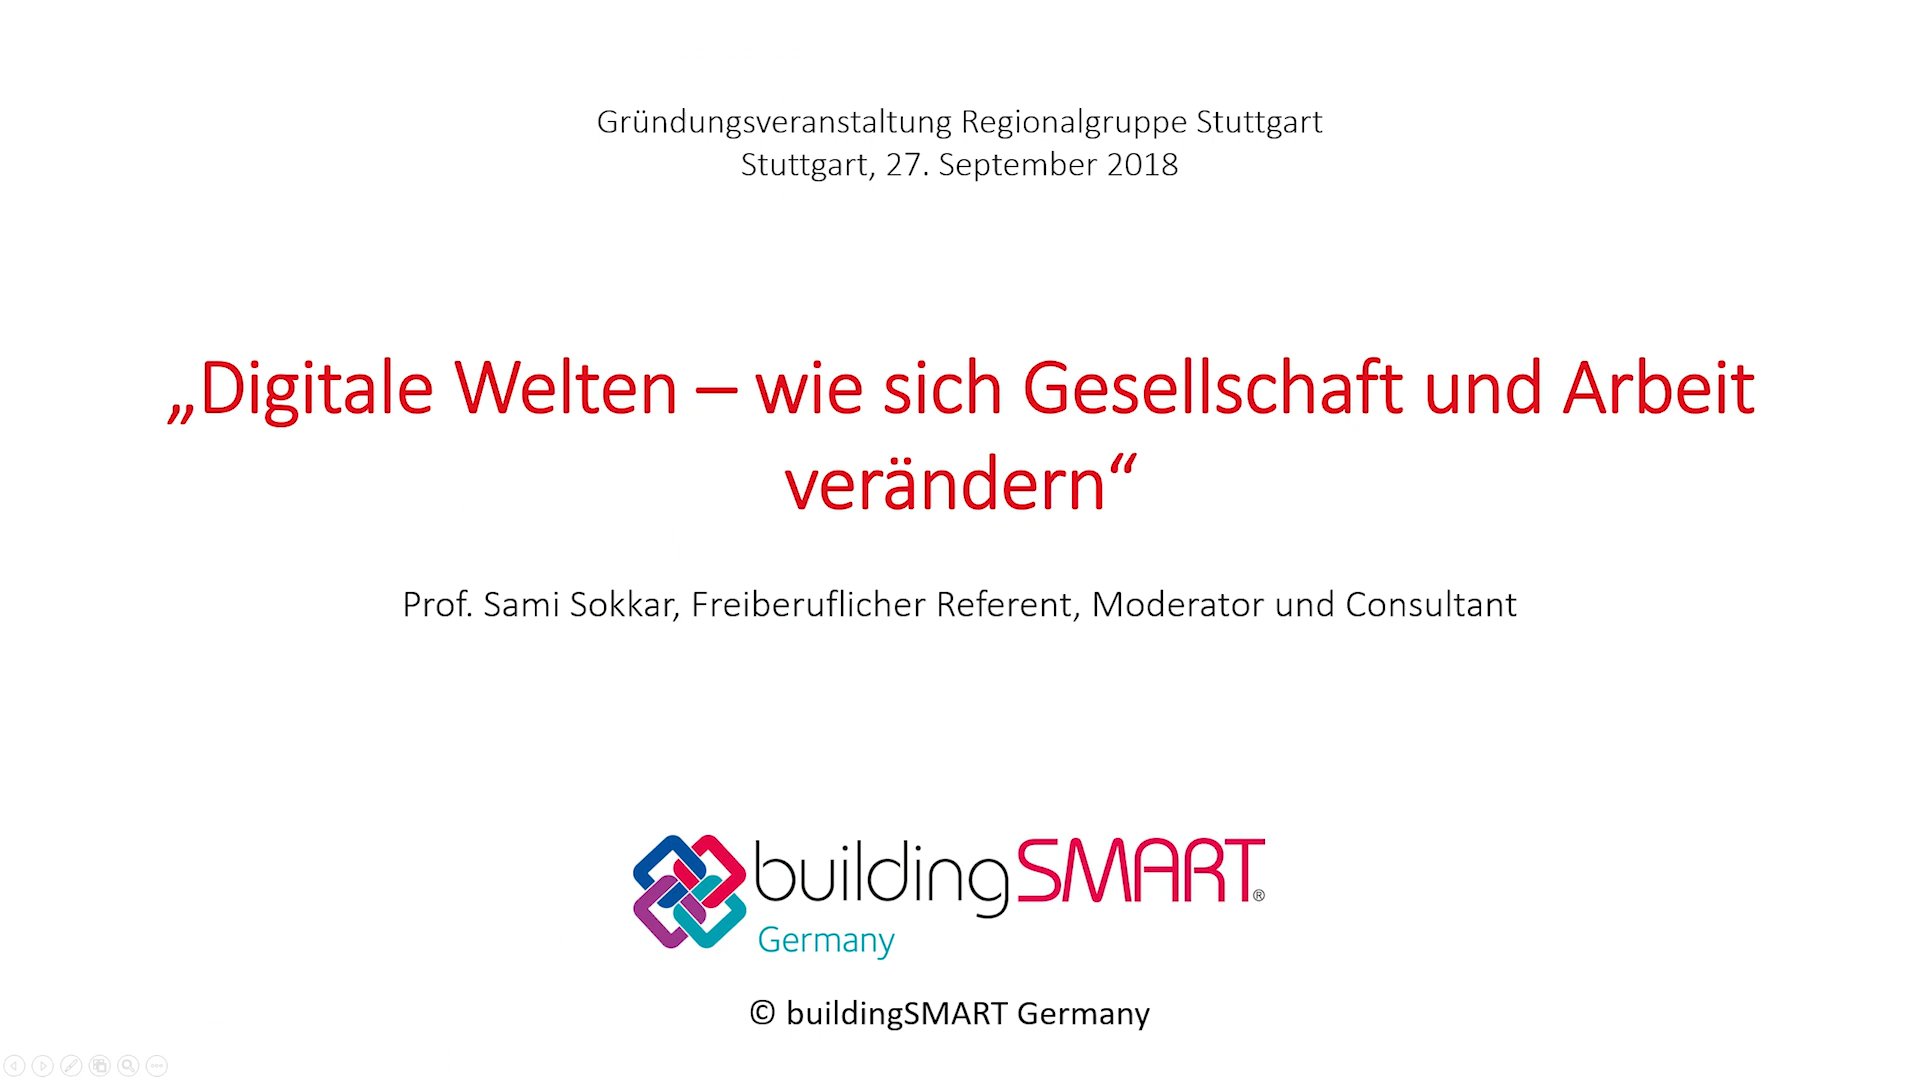 Gründungsveranstaltung Regionalgruppe Stuttgart
Stuttgart, 27. September 2018
„Digitale Welten – wie sich Gesellschaft und Arbeit
verändern“
Prof. Sami Sokkar, Freiberuflicher Referent, Moderator und Consultant
buildingSMART®
Germany
© buildingSMART Germany